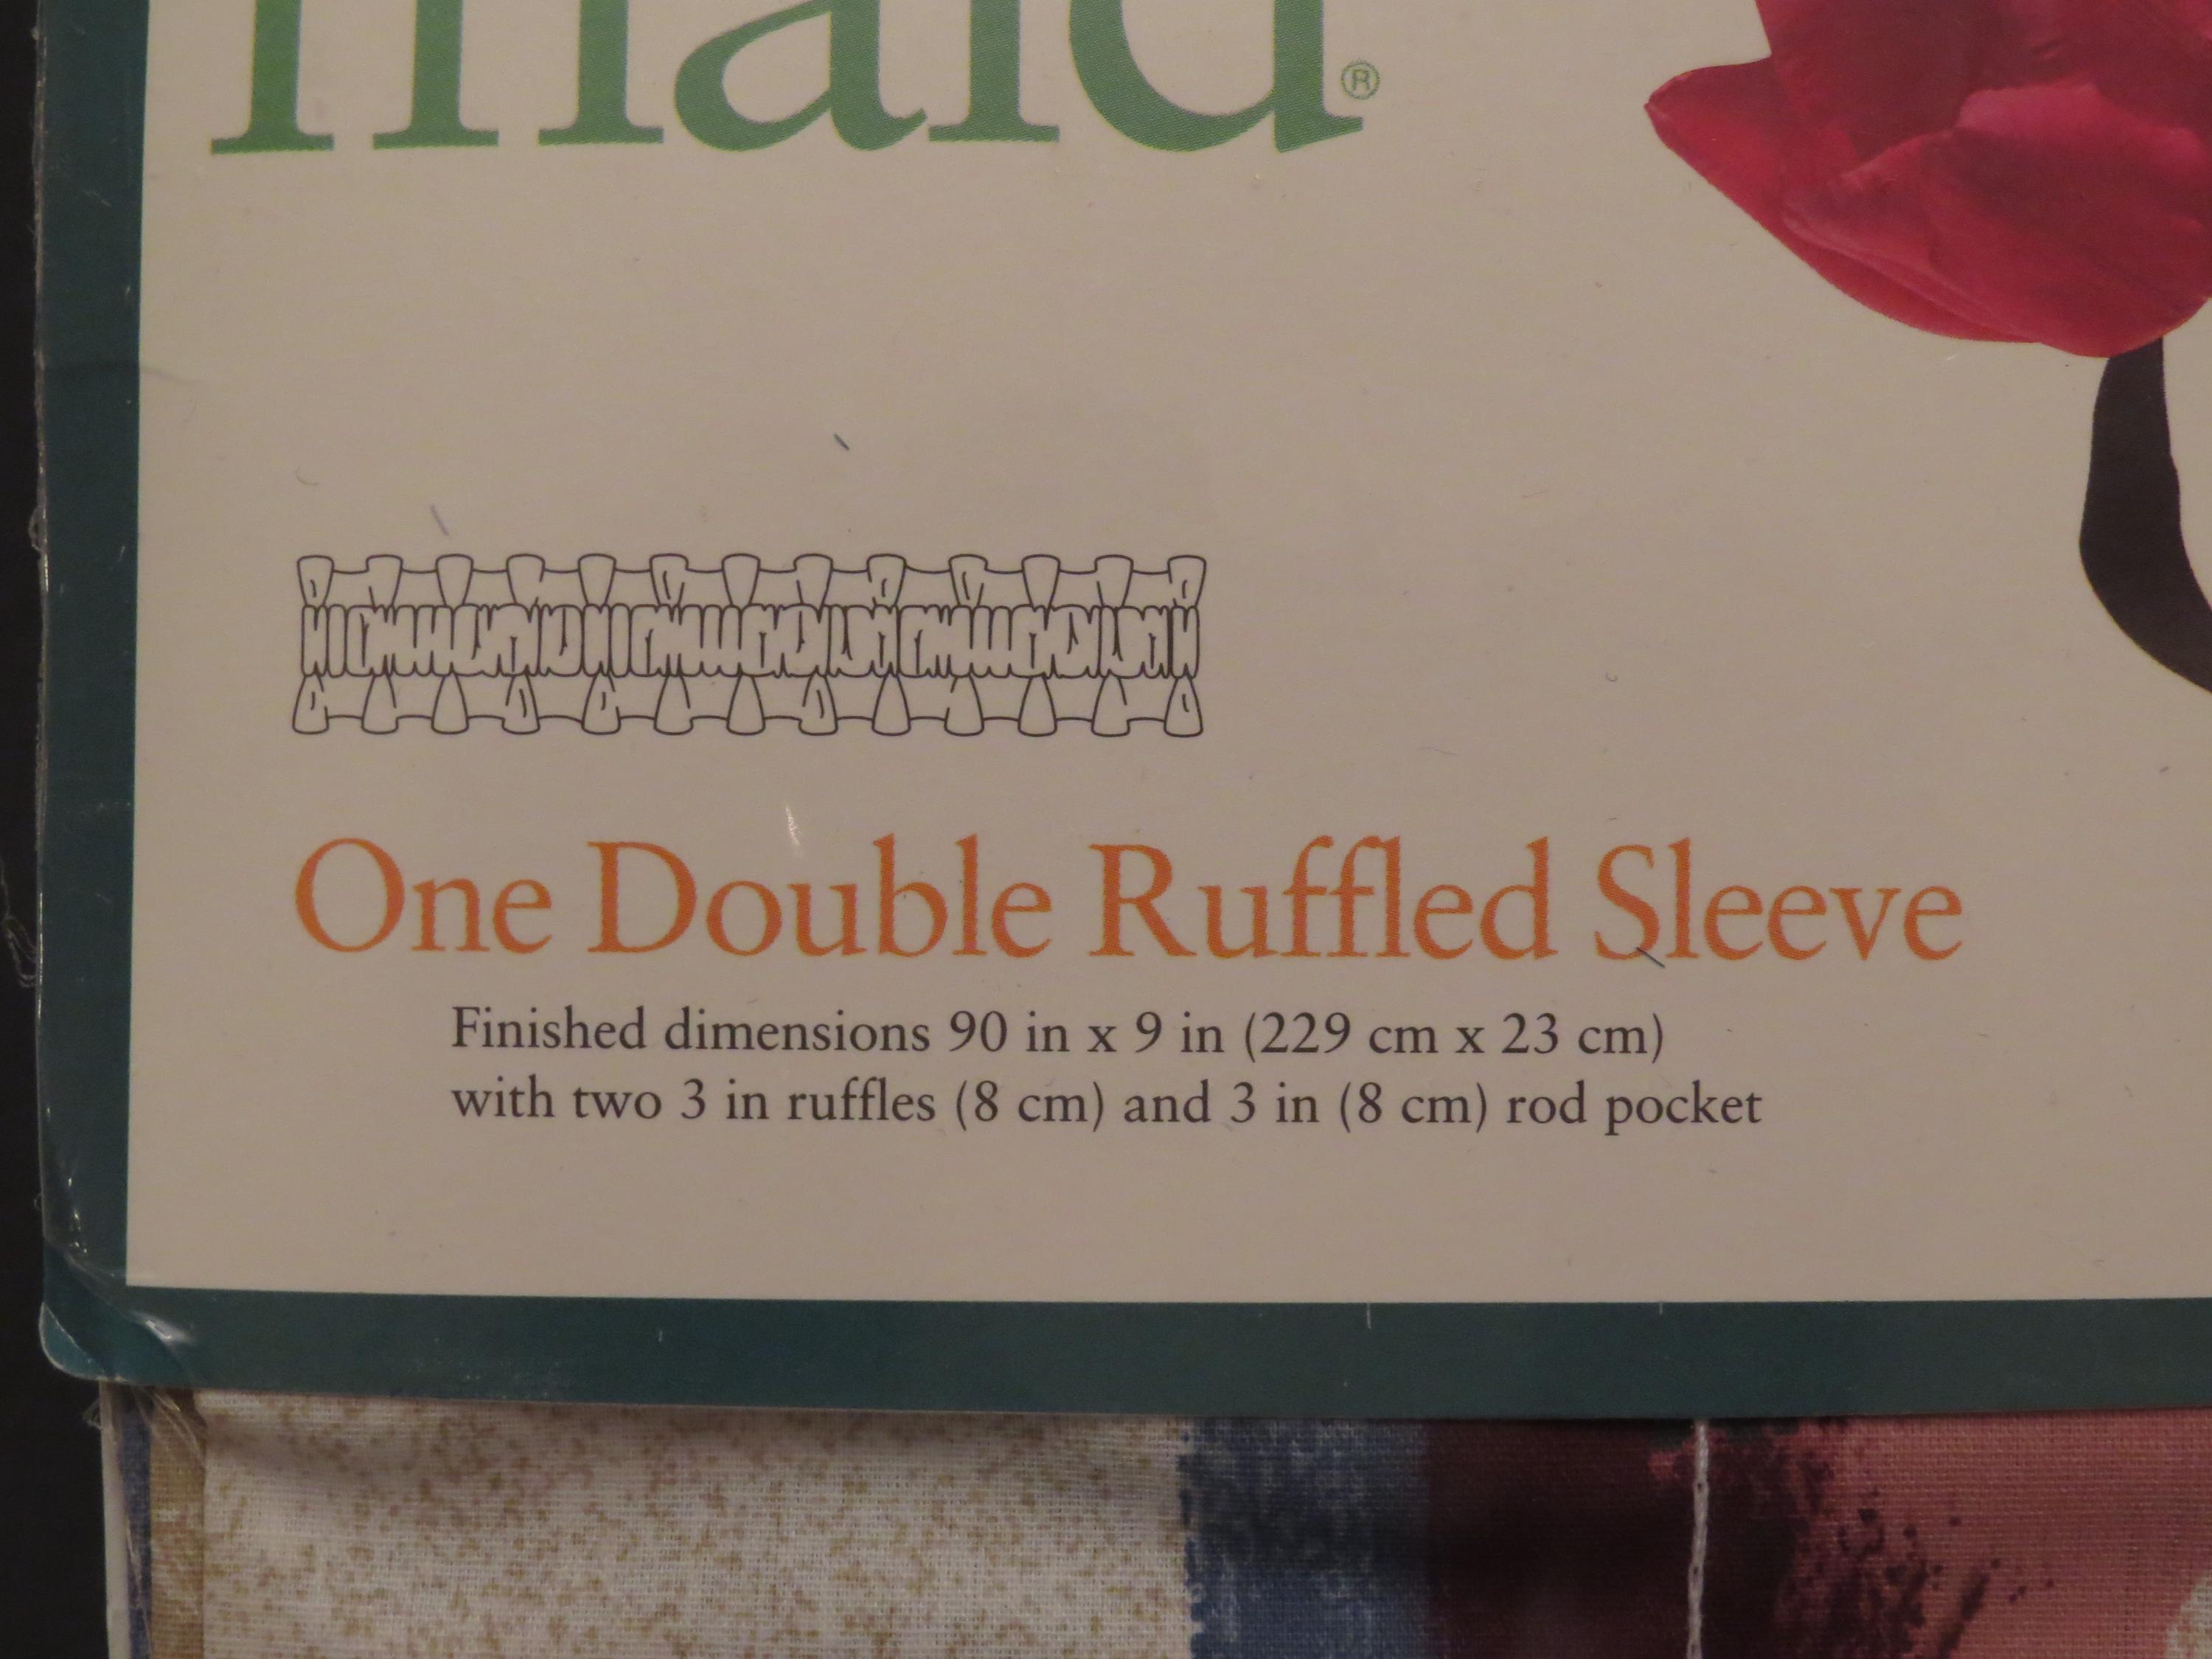 maid®
One Double Ruffled Sleeve
Finished dimensions 90 in x 9 in (229 cm x 23 cm)
with two 3 in ruffles (8 cm) and 3 in (8 cm) rod pocket